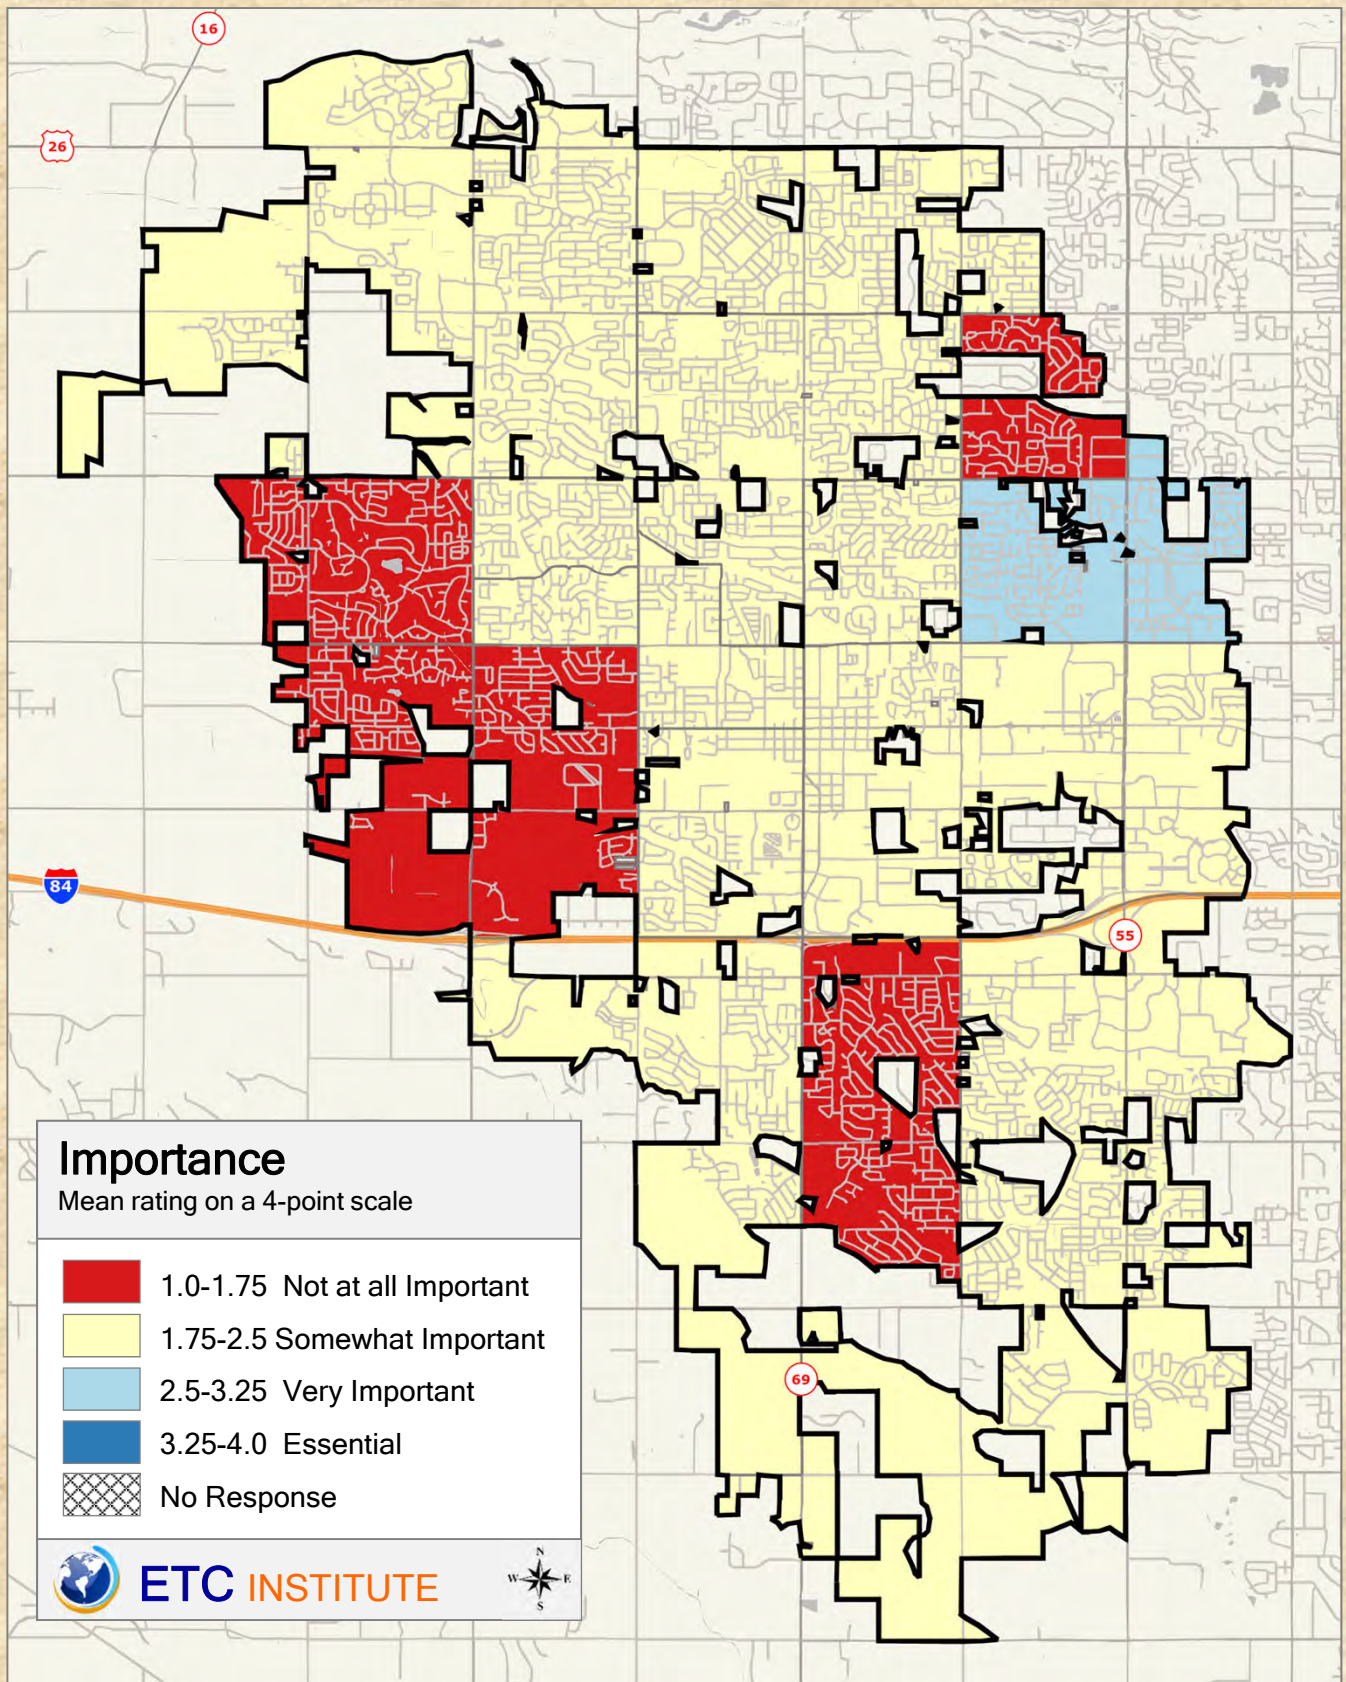 16
26
84
55
Importance
Mean rating on a 4-point scale
1.0-1.75 Not at all Important
1.75-2.5 Somewhat Important
2.5-3.25 Very Important
3.25-4.0 Essential
No Response
69
ETC INSTITUTE
N
W E
S